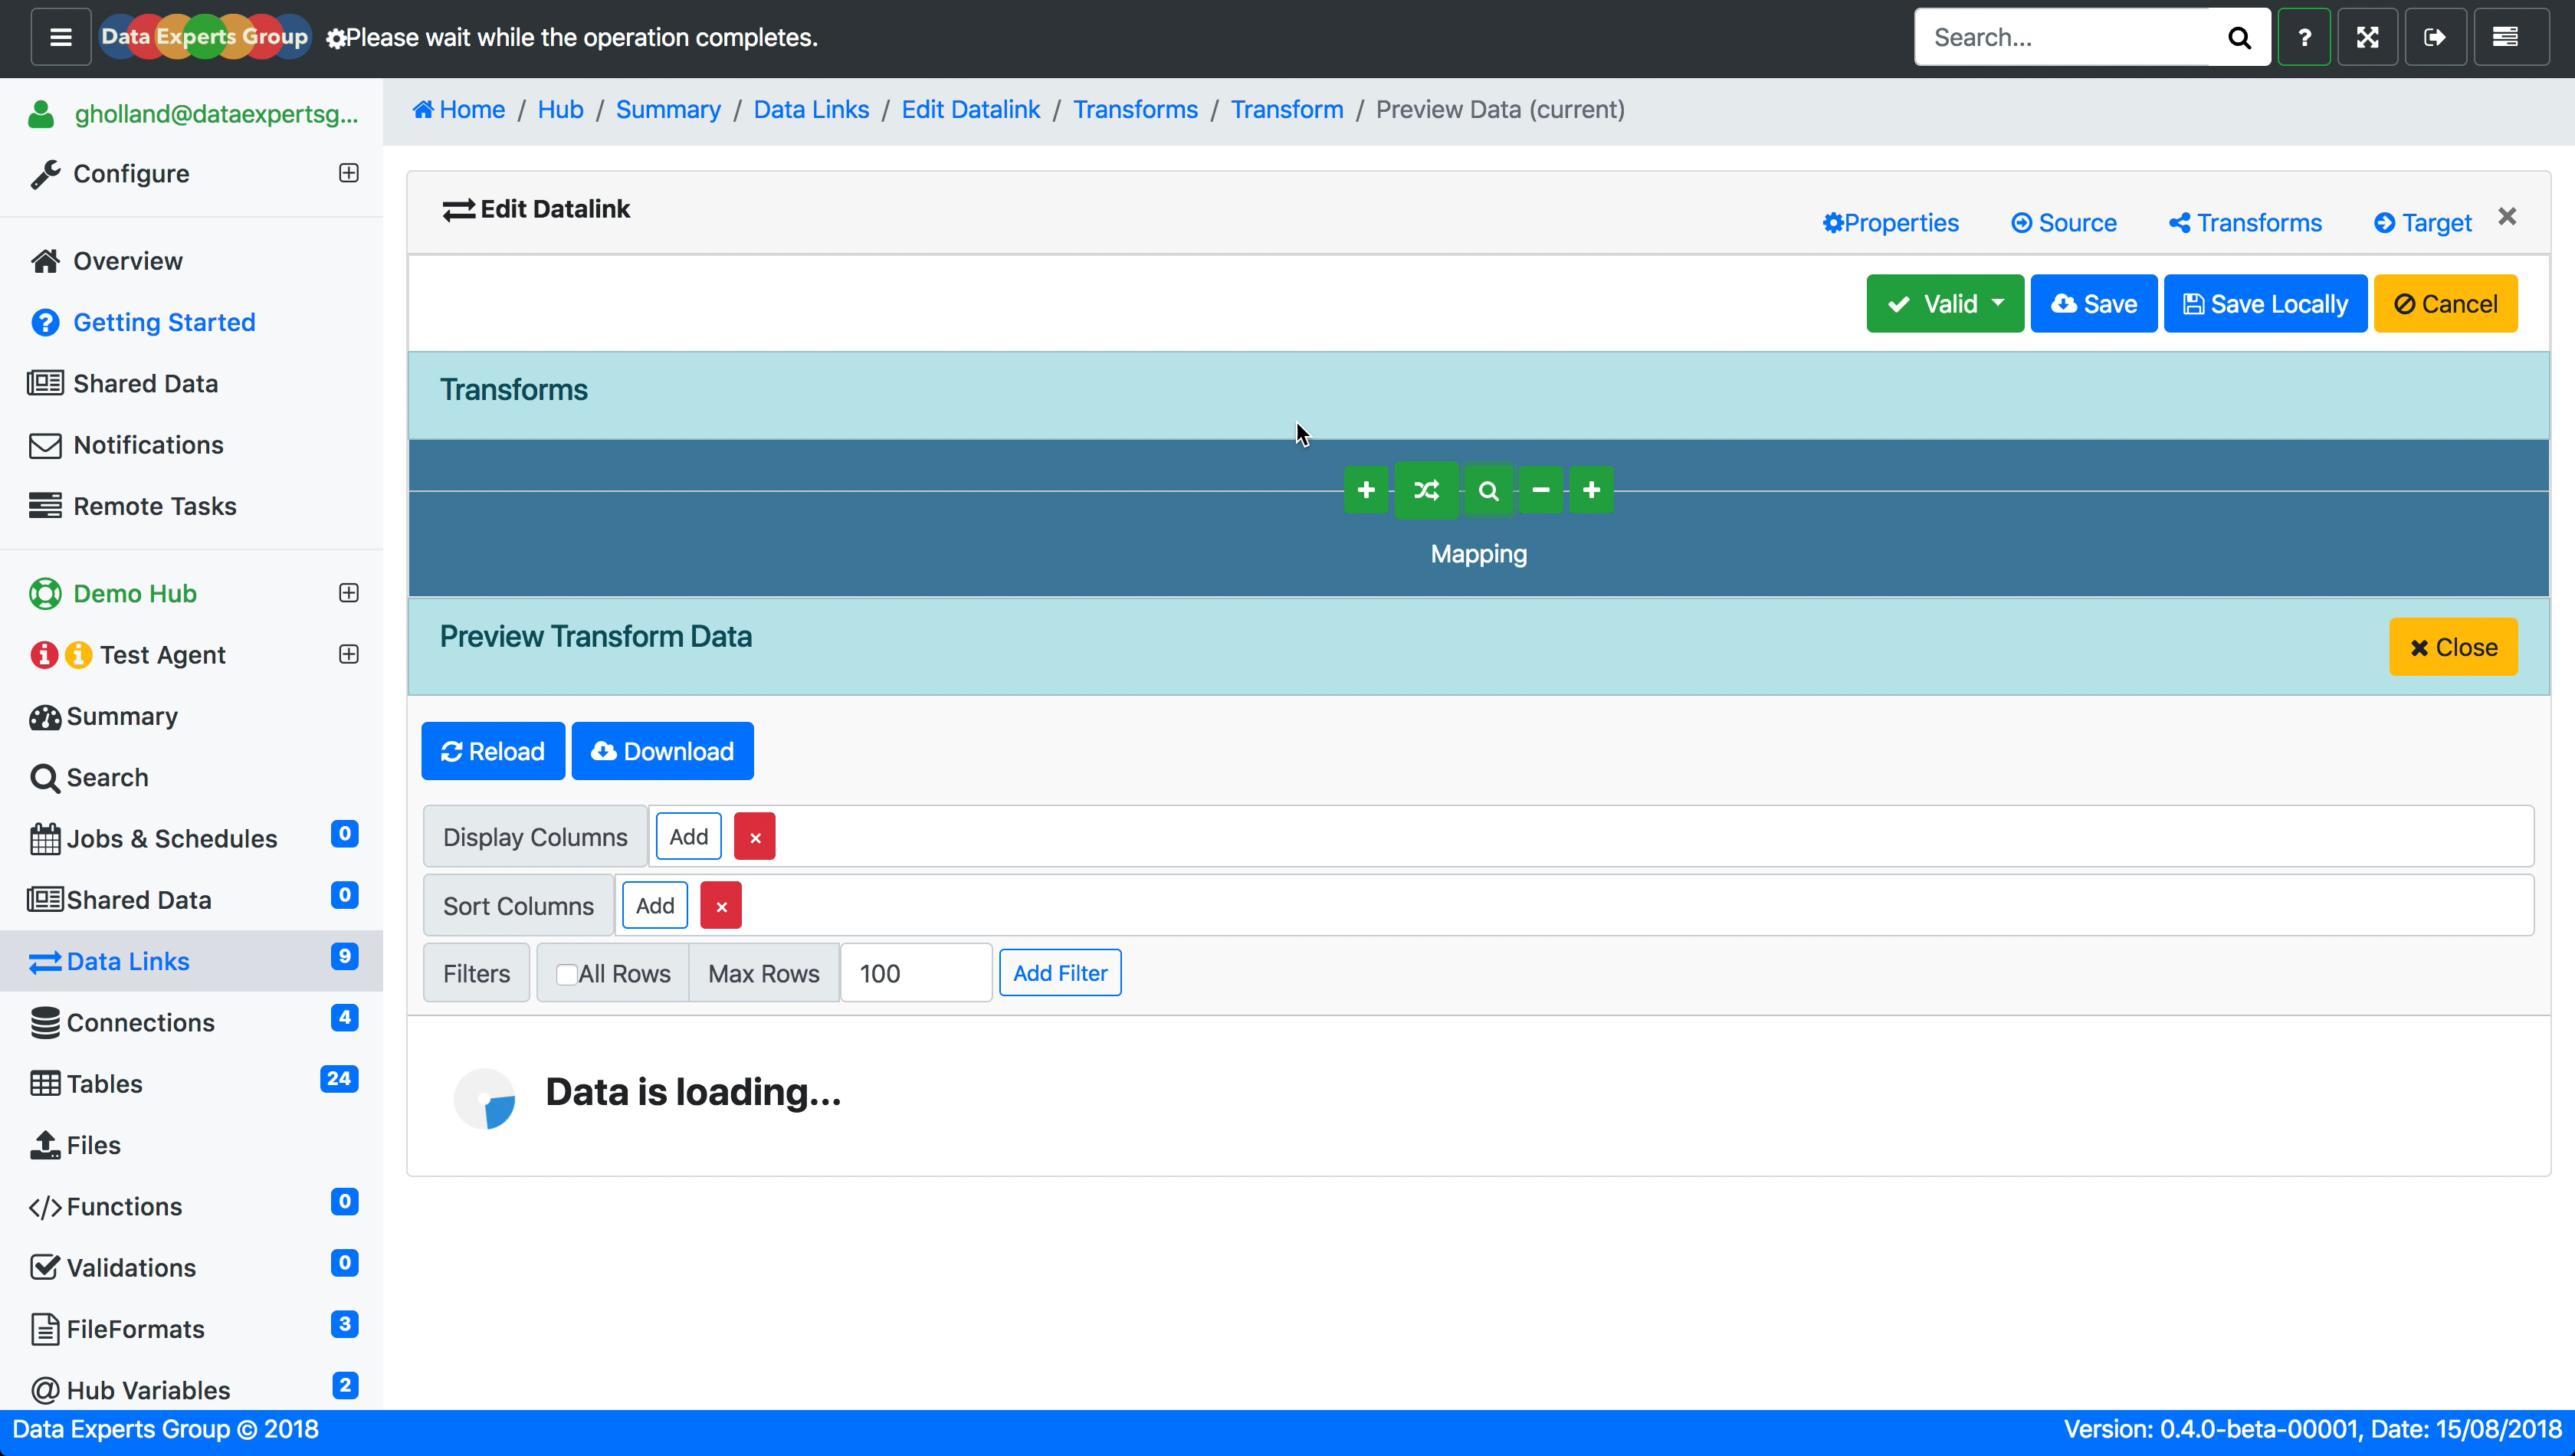 Data Experts Group Please wait while the operation completes.
Search...
?
gholland@dataexpertsg...
Home / Hub / Summary / Data Links / Edit Datalink / Transforms / Transform / Preview Data (current)
Configure
Edit Datalink
Properties Source Transforms Target
Overview
Valid Save Save Locally Cancel
Getting Started
Shared Data
Transforms
Notifications
Remote Tasks
Mapping
Demo Hub
Preview Transform Data
Close
Test Agent
Summary
Reload Download
Search
Display Columns Add ×
Jobs & Schedules 0
Shared Data 0
Sort Columns Add ×
Data Links 9
Filters All Rows Max Rows 100 Add Filter
Connections 4
Tables 24
Data is loading...
Files
Functions 0
Validations 0
FileFormats 3
Hub Variables 2
Data Experts Group © 2018
Version: 0.4.0-beta-00001, Date: 15/08/2018